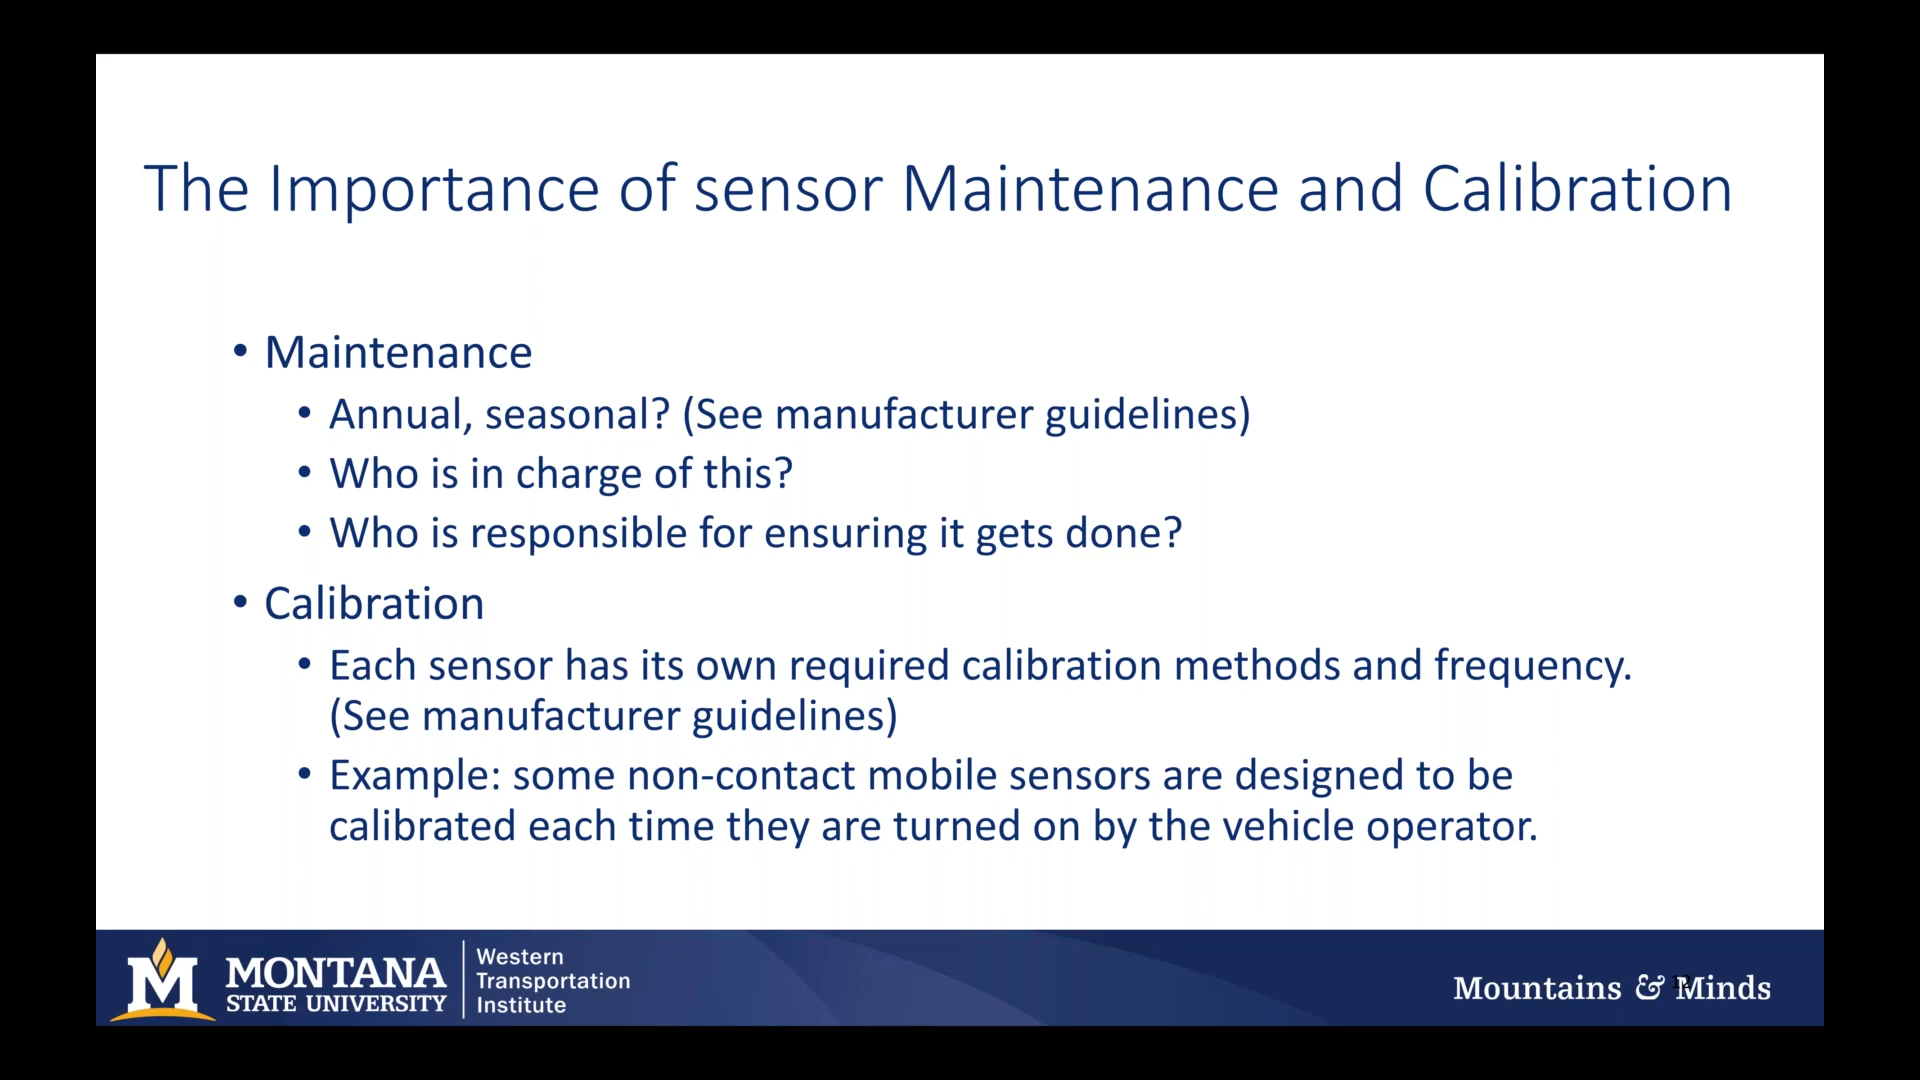 The Importance of sensor Maintenance and Calibration
• Maintenance
• Annual, seasonal? (See manufacturer guidelines)
• Who is in charge of this?
• Who is responsible for ensuring it gets done?
• Calibration
• Each sensor has its own required calibration methods and frequency.
(See manufacturer guidelines)
• Example: some non-contact mobile sensors are designed to be
calibrated each time they are turned on by the vehicle operator.
M
MONTANA
STATE UNIVERSITY
Western
Transportation
Institute
Mountains & Minds